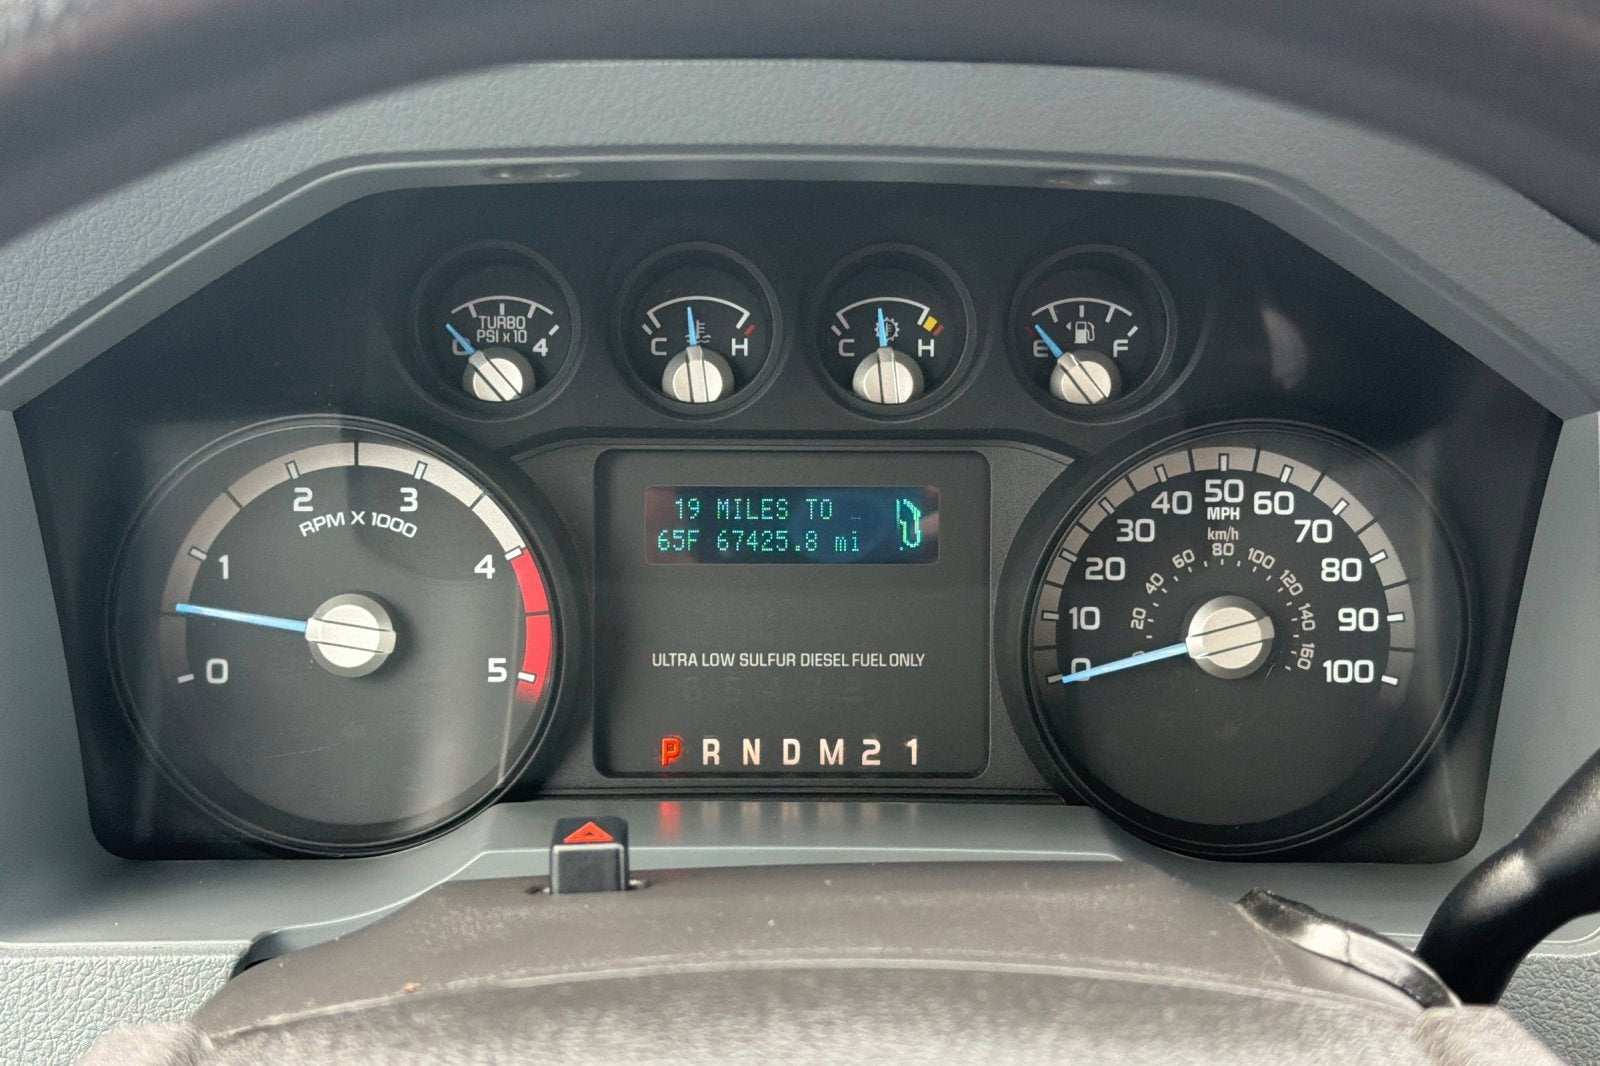 TURBO
PSI x 10
0 4
C H
C H
E F
0 1 2 3 4 5
RPM X 1000
19 MILES TO _
65F 67425.8 mi
ULTRA LOW SULFUR DIESEL FUEL ONLY
P R N D M 2 1
0 10 20 30 40 50 60 70 80 90 100
MPH
km/h
20 40 60 80 100 120 140 160